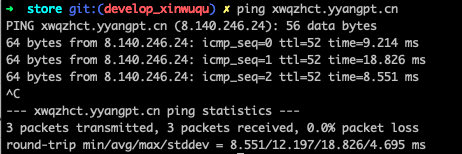 → store git:(develop_xinwuqu) ✗ ping xwqzhct.yyangpt.cn
PING xwqzhct.yyangpt.cn (8.140.246.24): 56 data bytes
64 bytes from 8.140.246.24: icmp_seq=0 ttl=52 time=9.214 ms
64 bytes from 8.140.246.24: icmp_seq=1 ttl=52 time=18.826 ms
64 bytes from 8.140.246.24: icmp_seq=2 ttl=52 time=8.551 ms
^C
--- xwqzhct.yyangpt.cn ping statistics ---
3 packets transmitted, 3 packets received, 0.0% packet loss
round-trip min/avg/max/stddev = 8.551/12.197/18.826/4.695 ms